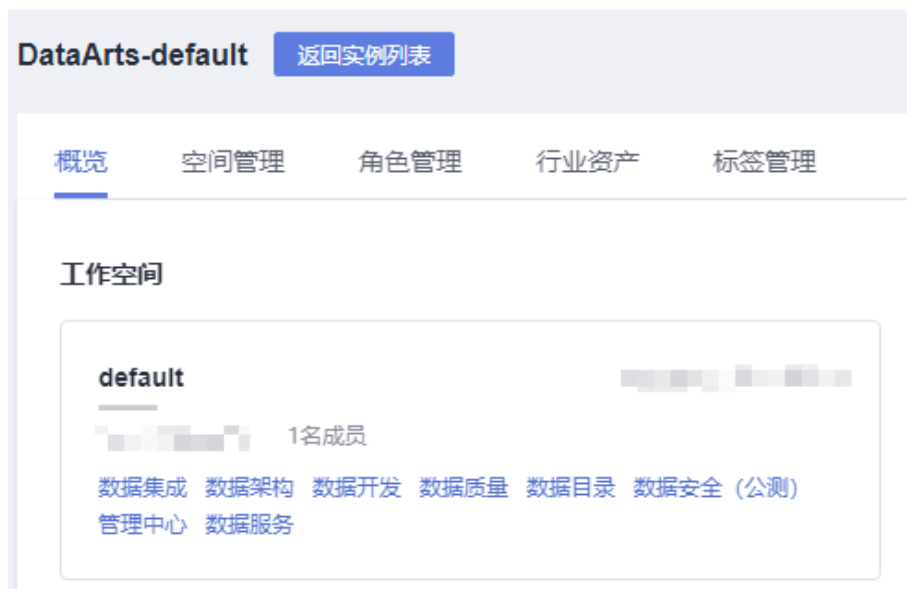 DataArts-default 返回实例列表
概览 空间管理 角色管理 行业资产 标签管理
工作空间
default
1名成员
数据集成 数据架构 数据开发 数据质量 数据目录 数据安全（公测）
管理中心 数据服务